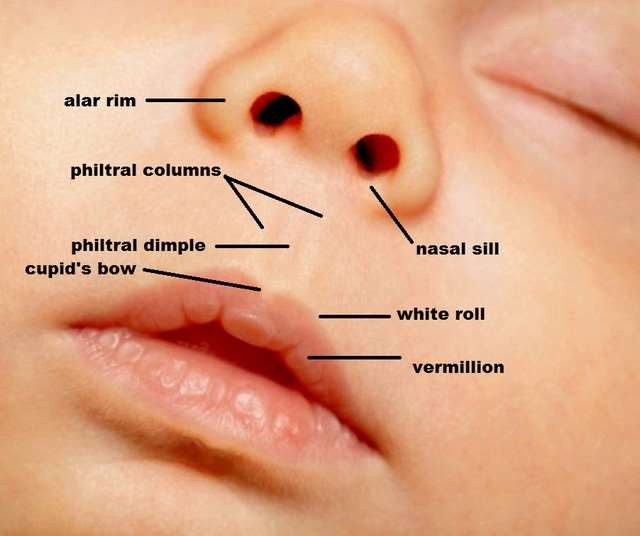 alar rim
philtral columns
philtral dimple
nasal sill
cupid's bow
white roll
vermillion